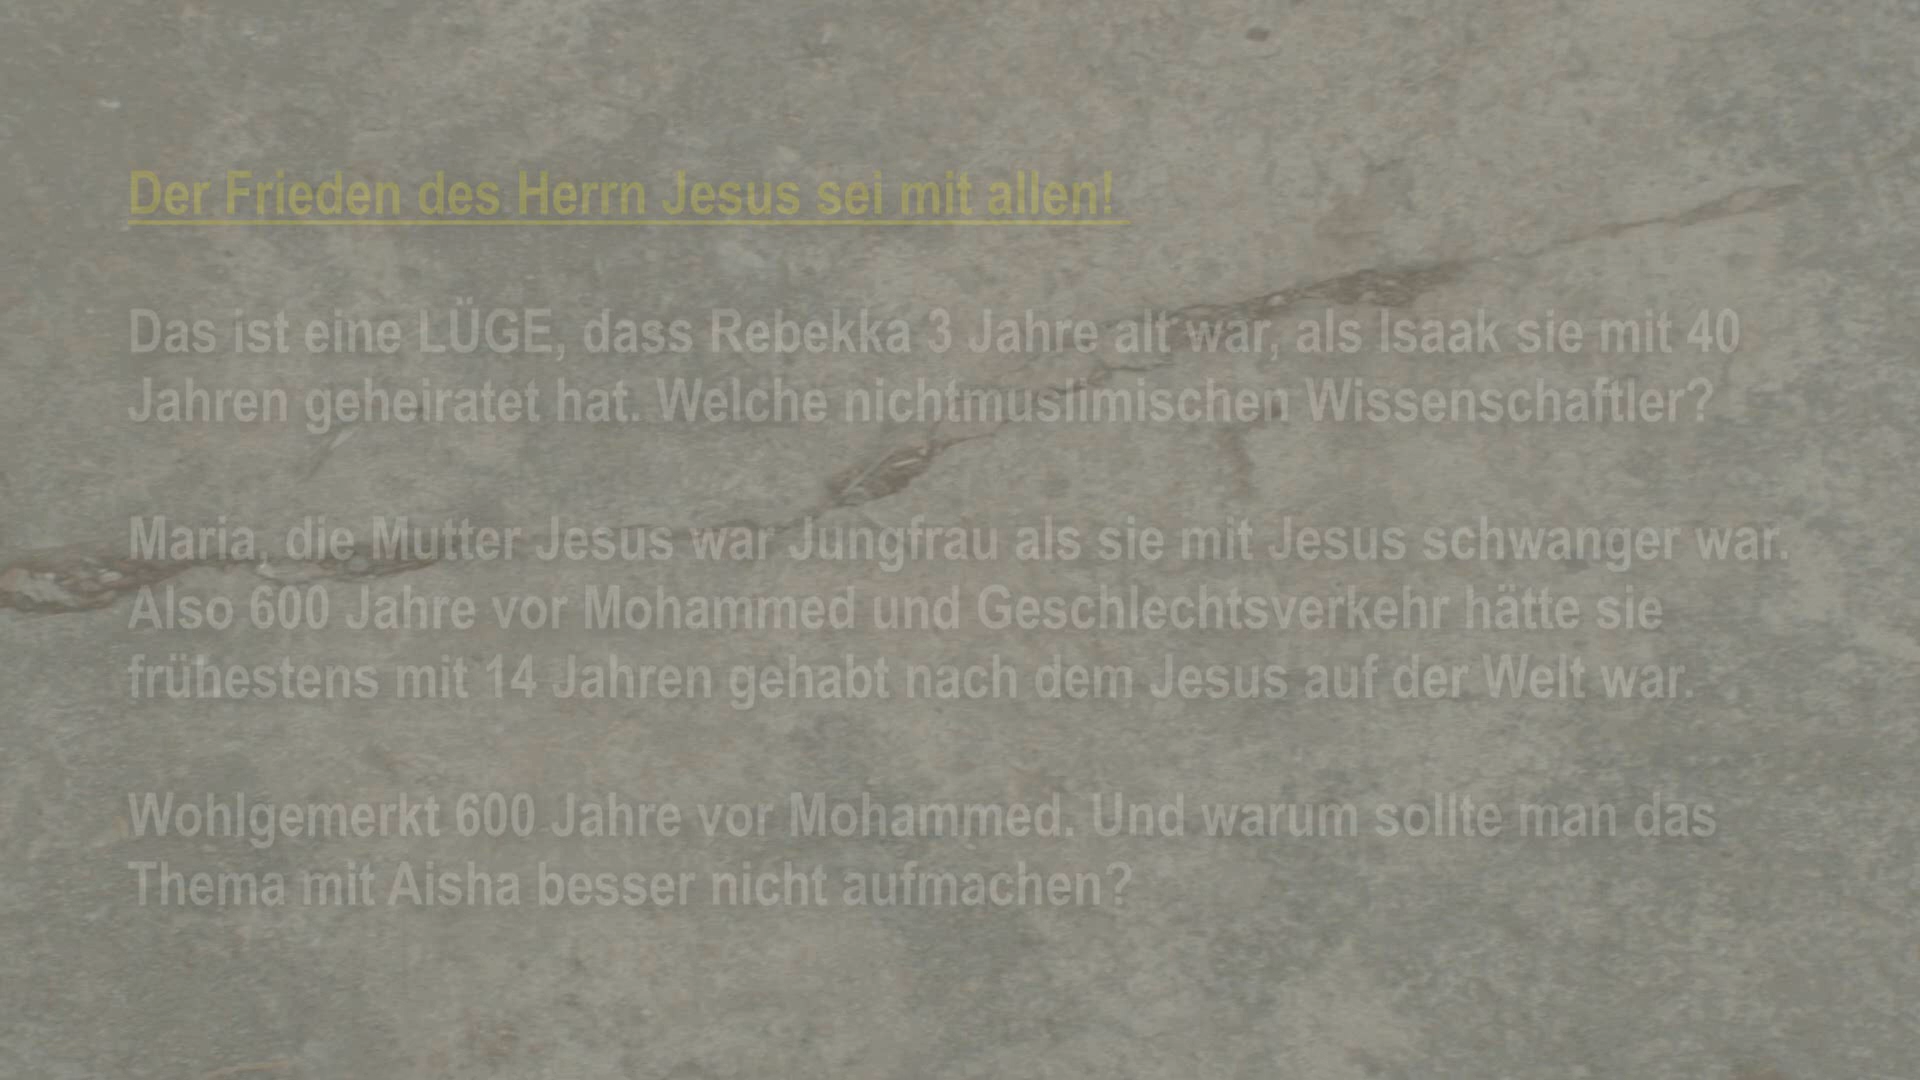 Der Frieden des Herrn Jesus sei mit allen!
Das ist eine LÜGE, dass Rebekka 3 Jahre alt war, als Isaak sie mit 40
Jahren geheiratet hat. Welche nichtmuslimischen Wissenschaftler?
Maria, die Mutter Jesus war Jungfrau als sie mit Jesus schwanger war.
Also 600 Jahre vor Mohammed und Geschlechtsverkehr hätte sie
frühestens mit 14 Jahren gehabt nach dem Jesus auf der Welt war.
Wohlgemerkt 600 Jahre vor Mohammed. Und warum sollte man das
Thema mit Aisha besser nicht aufmachen?